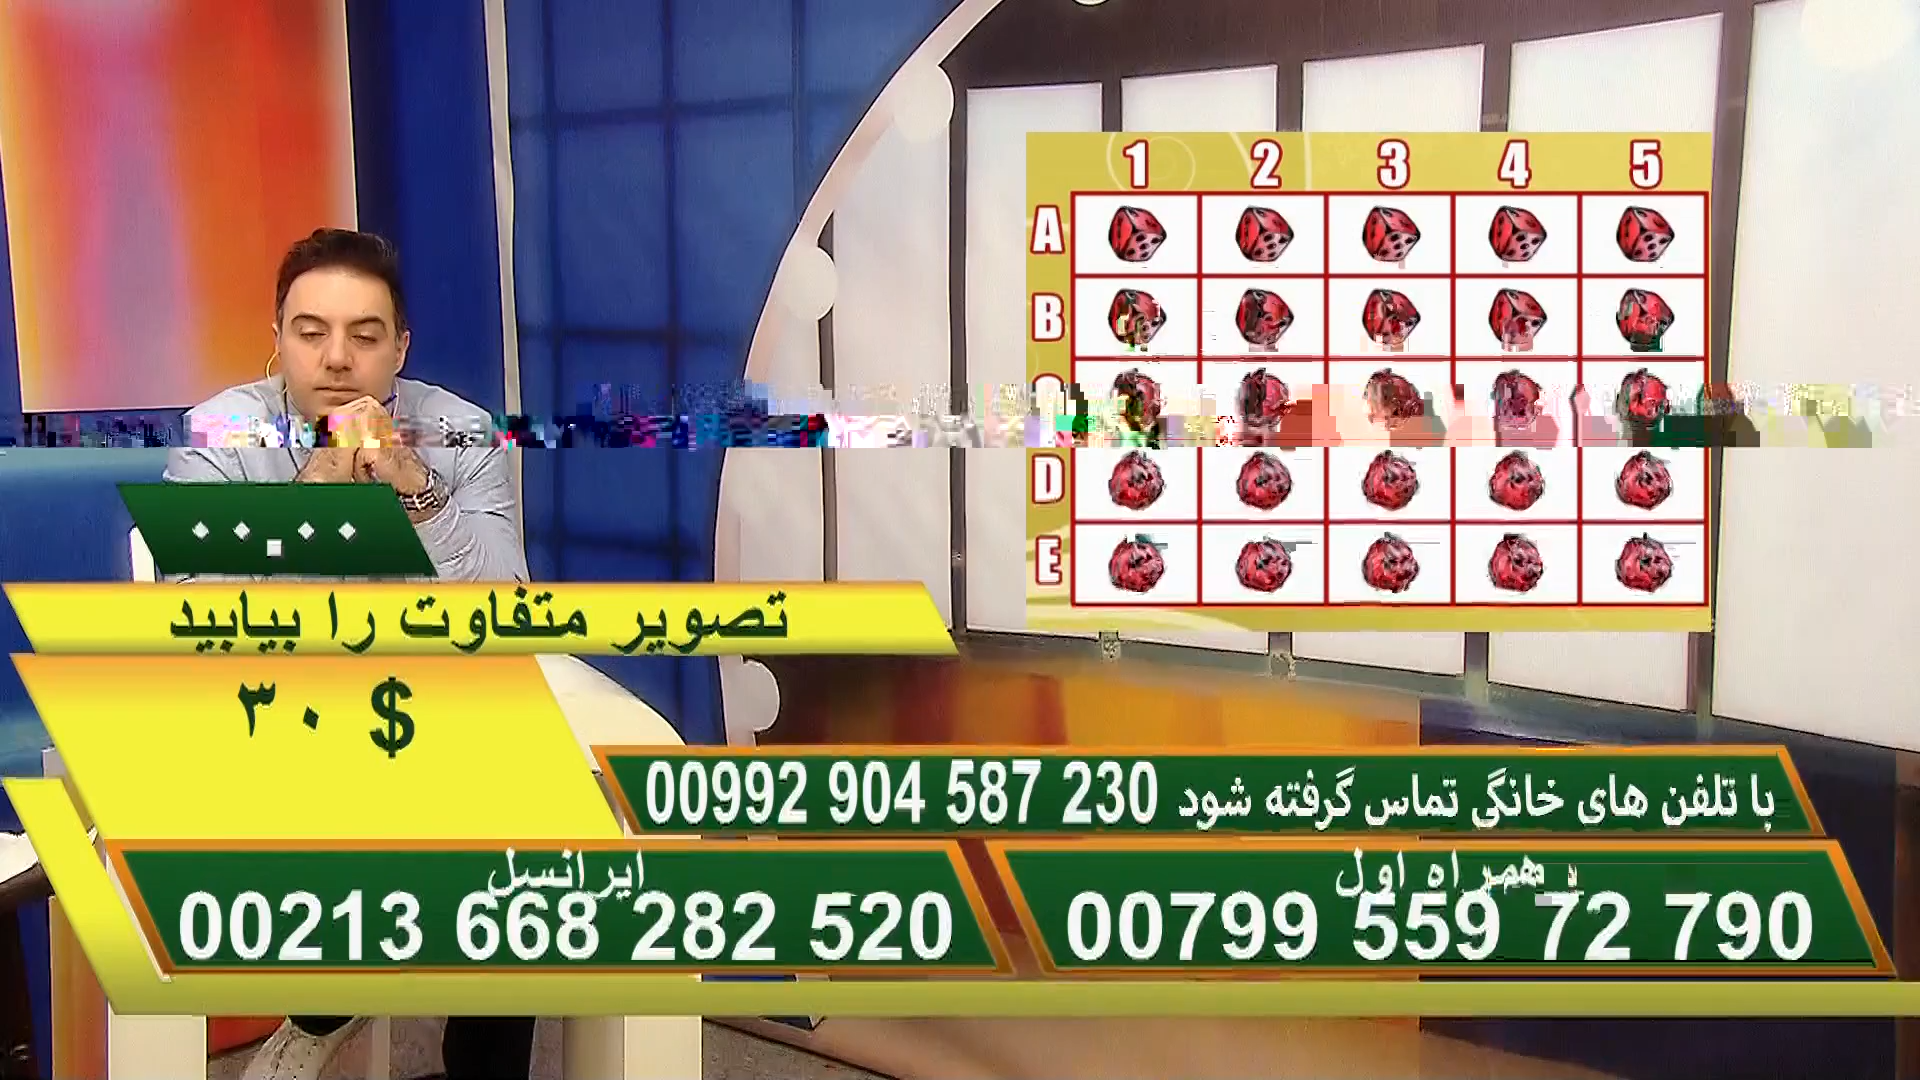 1 2 3 4 5
A
B
D
E
۰۰.۰۰
تصویر متفاوت را بیابید
۳۰ $
با تلفن های خانگی تماس گرفته شود 00992 904 587 230
ایرانسل
00213 668 282 520
همراه اول
00799 559 72 790